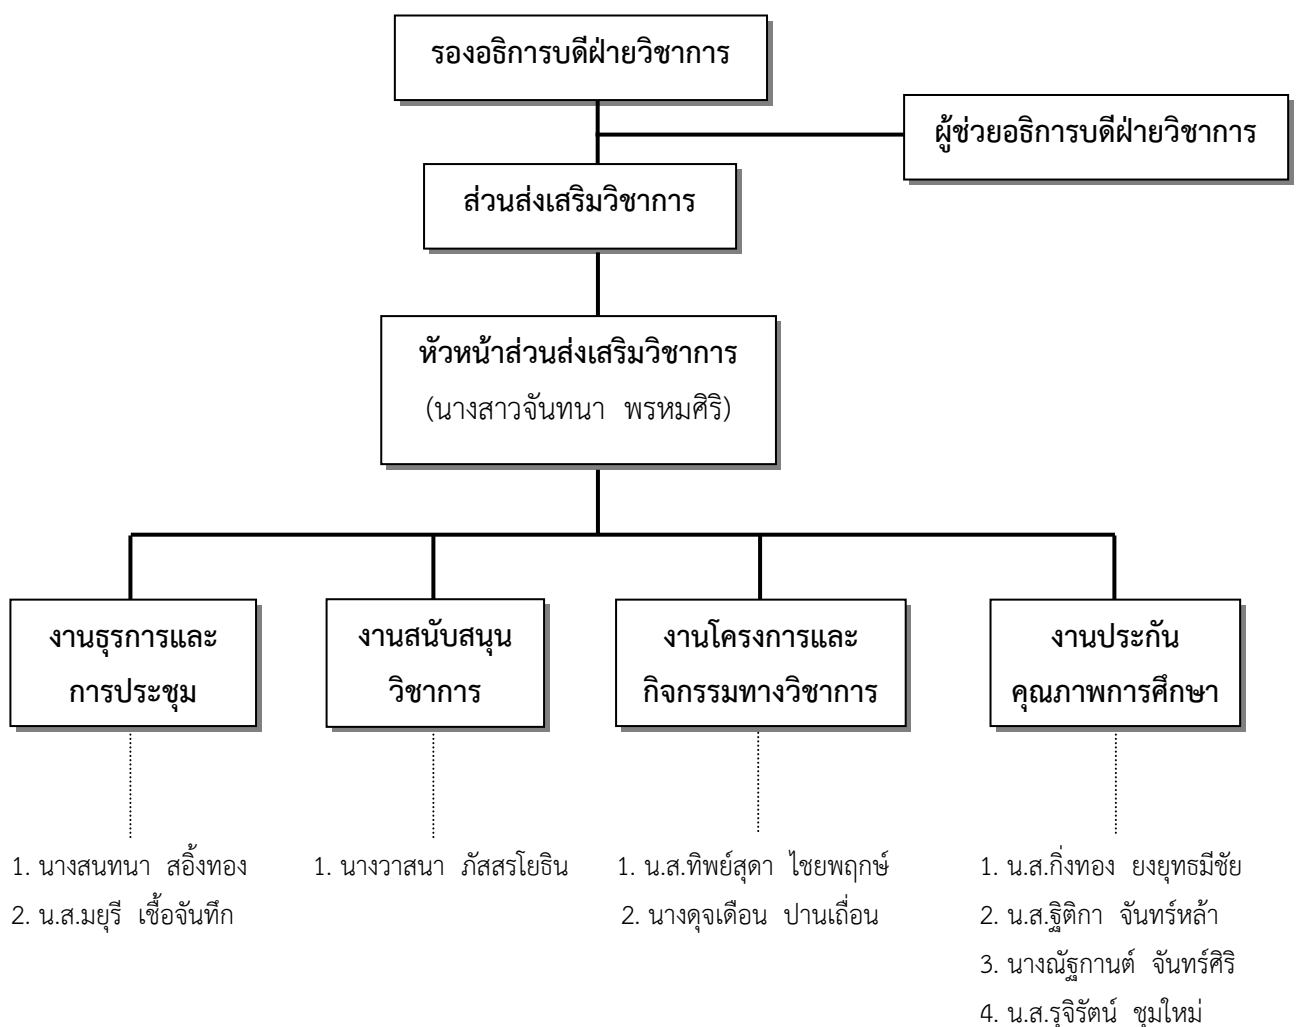 รองอธิการบดีฝ่ายวิชาการ
ผู้ช่วยอธิการบดีฝ่ายวิชาการ
ส่วนส่งเสริมวิชาการ
หัวหน้าส่วนส่งเสริมวิชาการ
(นางสาวจันทนา พรหมศิริ)
งานธุรการและ
การประชุม
งานสนับสนุน
วิชาการ
งานโครงการและ
กิจกรรมทางวิชาการ
งานประกัน
คุณภาพการศึกษา
1. นางสนทนา สอิ้งทอง
2. น.ส.มยุรี เชื้อจันทึก
1. นางวาสนา ภัสสรโยธิน
1. น.ส.ทิพย์สุดา ไชยพฤกษ์
2. นางดุจเดือน ปานเถื่อน
1. น.ส.กิ่งทอง ยงยุทธมีชัย
2. น.ส.ฐิติกา จันทร์หล้า
3. นางณัฐกานต์ จันทร์ศิริ
4. น.ส.รุจิรัตน์ ชุมใหม่